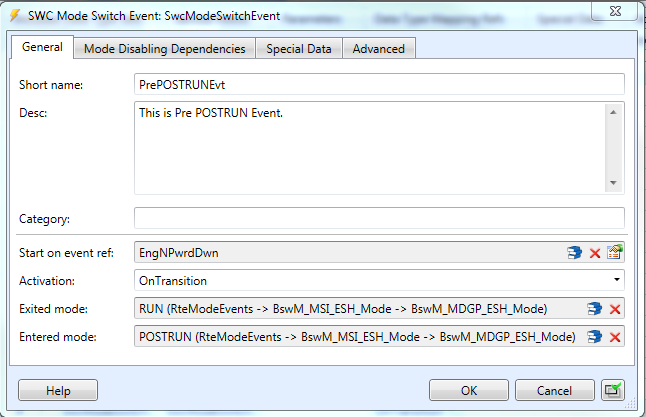 SWC Mode Switch Event: SwcModeSwitchEvent
General
Mode Disabling Dependencies
Special Data
Advanced
Short name:
PrePOSTRUNEvt
Desc:
This is Pre POSTRUN Event.
Category:
Start on event ref:
EngNPwrdDwn
Activation:
OnTransition
Exited mode:
RUN (RteModeEvents -> BswM_MSI_ESH_Mode -> BswM_MDGP_ESH_Mode)
Entered mode:
POSTRUN (RteModeEvents -> BswM_MSI_ESH_Mode -> BswM_MDGP_ESH_Mode)
Help
OK
Cancel